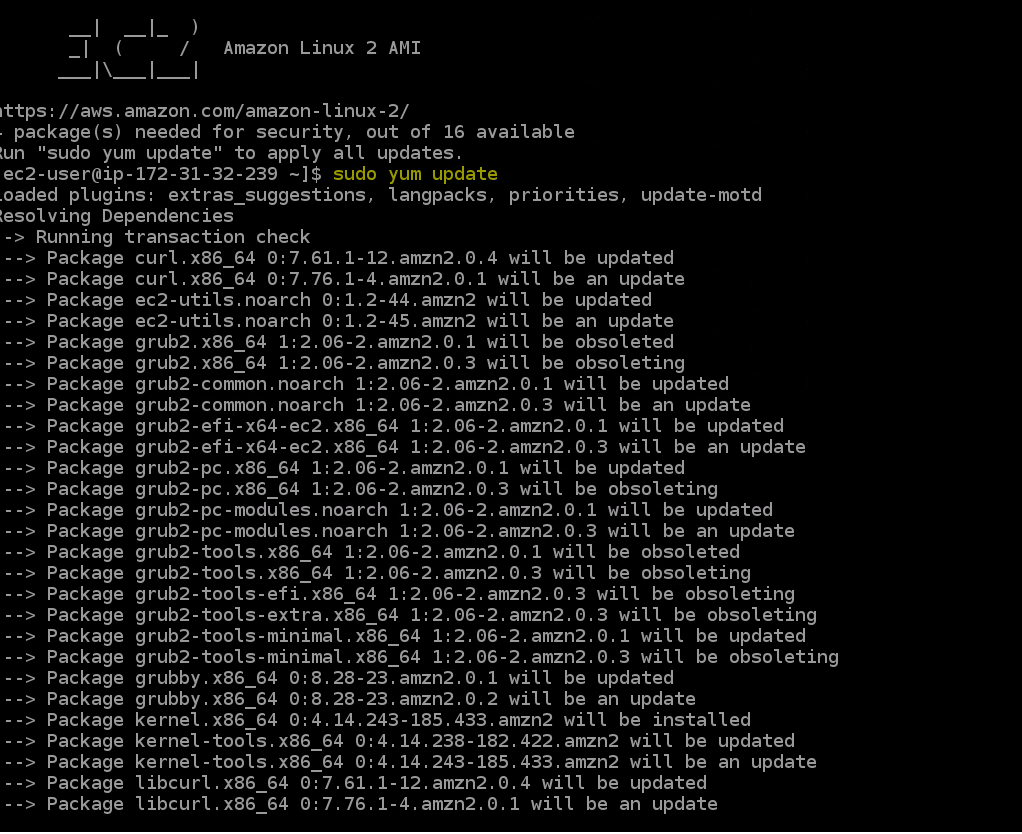 __|  __|_  )
       _|  (     /   Amazon Linux 2 AMI
      ___|\___|___|
ttps://aws.amazon.com/amazon-linux-2/
package(s) needed for security, out of 16 available
Run "sudo yum update" to apply all updates.
ec2-user@ip-172-31-32-239 ~]$ sudo yum update
Loaded plugins: extras_suggestions, langpacks, priorities, update-motd
Resolving Dependencies
--> Running transaction check
---> Package curl.x86_64 0:7.61.1-12.amzn2.0.4 will be updated
---> Package curl.x86_64 0:7.76.1-4.amzn2.0.1 will be an update
---> Package ec2-utils.noarch 0:1.2-44.amzn2 will be updated
---> Package ec2-utils.noarch 0:1.2-45.amzn2 will be an update
---> Package grub2.x86_64 1:2.06-2.amzn2.0.1 will be obsoleted
---> Package grub2.x86_64 1:2.06-2.amzn2.0.3 will be obsoleting
---> Package grub2-common.noarch 1:2.06-2.amzn2.0.1 will be updated
---> Package grub2-common.noarch 1:2.06-2.amzn2.0.3 will be an update
---> Package grub2-efi-x64-ec2.x86_64 1:2.06-2.amzn2.0.1 will be updated
---> Package grub2-efi-x64-ec2.x86_64 1:2.06-2.amzn2.0.3 will be an update
---> Package grub2-pc.x86_64 1:2.06-2.amzn2.0.1 will be updated
---> Package grub2-pc.x86_64 1:2.06-2.amzn2.0.3 will be obsoleting
---> Package grub2-pc-modules.noarch 1:2.06-2.amzn2.0.1 will be updated
---> Package grub2-pc-modules.noarch 1:2.06-2.amzn2.0.3 will be an update
---> Package grub2-tools.x86_64 1:2.06-2.amzn2.0.1 will be obsoleted
---> Package grub2-tools.x86_64 1:2.06-2.amzn2.0.3 will be obsoleting
---> Package grub2-tools-efi.x86_64 1:2.06-2.amzn2.0.3 will be obsoleting
---> Package grub2-tools-extra.x86_64 1:2.06-2.amzn2.0.3 will be obsoleting
---> Package grub2-tools-minimal.x86_64 1:2.06-2.amzn2.0.1 will be updated
---> Package grub2-tools-minimal.x86_64 1:2.06-2.amzn2.0.3 will be obsoleting
---> Package grubby.x86_64 0:8.28-23.amzn2.0.1 will be updated
---> Package grubby.x86_64 0:8.28-23.amzn2.0.2 will be an update
---> Package kernel.x86_64 0:4.14.243-185.433.amzn2 will be installed
---> Package kernel-tools.x86_64 0:4.14.238-182.422.amzn2 will be updated
---> Package kernel-tools.x86_64 0:4.14.243-185.433.amzn2 will be an update
---> Package libcurl.x86_64 0:7.61.1-12.amzn2.0.4 will be updated
---> Package libcurl.x86_64 0:7.76.1-4.amzn2.0.1 will be an update